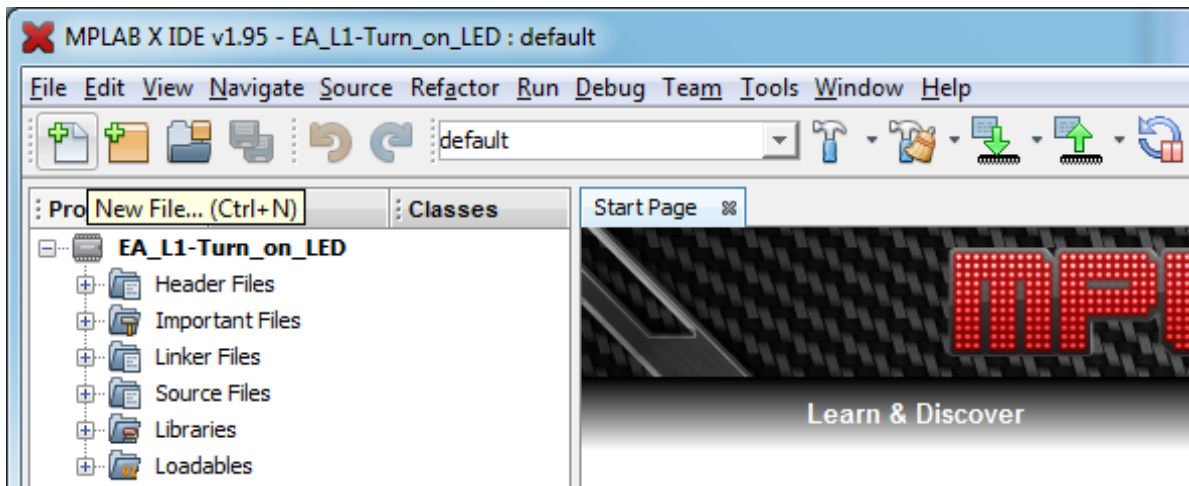 MPLAB X IDE v1.95 - EA_L1-Turn_on_LED : default
File Edit View Navigate Source Refactor Run Debug Team Tools Window Help
default
New File... (Ctrl+N) Classes Start Page
EA_L1-Turn_on_LED
Header Files
Important Files
Linker Files
Source Files
Libraries
Loadables
Learn & Discover